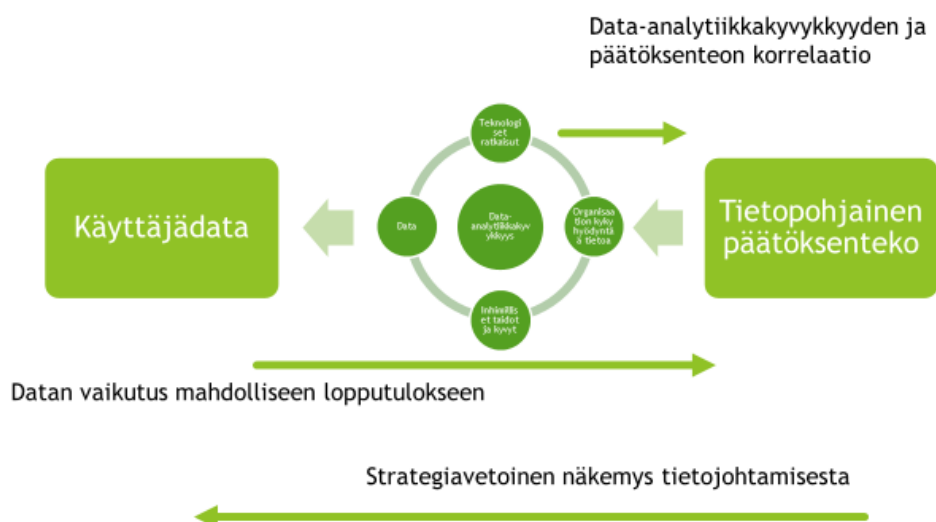 Data-analytiikkakyvykkyyden ja
päätöksenteon korrelaatio
Teknologi
set
ratkaisut
Käyttäjädata
Data
Data-
analytiikkakyv
ykkyys
Organisaa
tion kyky
hyödyntä
ä tietoa
Tietopohjainen
päätöksenteko
Inhimillis
et taidot
ja kyvyt
Datan vaikutus mahdolliseen lopputulokseen
Strategiavetoinen näkemys tietojohtamisesta